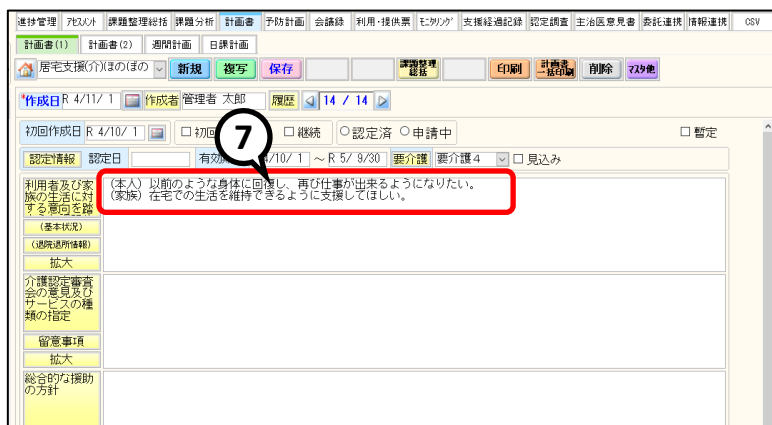 進捗管理 ｱｾｽﾒﾝﾄ 課題整理総括 課題分析 計画書 予防計画 会議録 利用・提供票 ﾓﾆﾀﾘﾝｸﾞ 支援経過記録 認定調査 主治医意見書 委託連携 情報連携 CSV
計画書(1) 計画書(2) 週間計画 日課計画
居宅支援(介)ほのぼの 新規 複写 保存 課題整理総括 印刷 計画書一括印刷 削除 ﾏｽﾀ他
*作成日 R 4/11/ 1 作成者 管理者 太郎 履歴 14 / 14
初回作成日 R 4/10/ 1 初回 継続 認定済 申請中 暫定
7
認定情報 認定日 /10/ 1 ～ R 5/ 9/30 要介護 要介護４ 見込み
利用者及び家族の生活に対する意向を踏
(本人) 以前のような身体に回復し、再び仕事が出来るようになりたい。
(家族) 在宅での生活を維持できるように支援してほしい。
(基本状況)
(退院退所情報)
拡大
介護認定審査会の意見及びサービスの種類の指定
留意事項
拡大
総合的な援助の方針